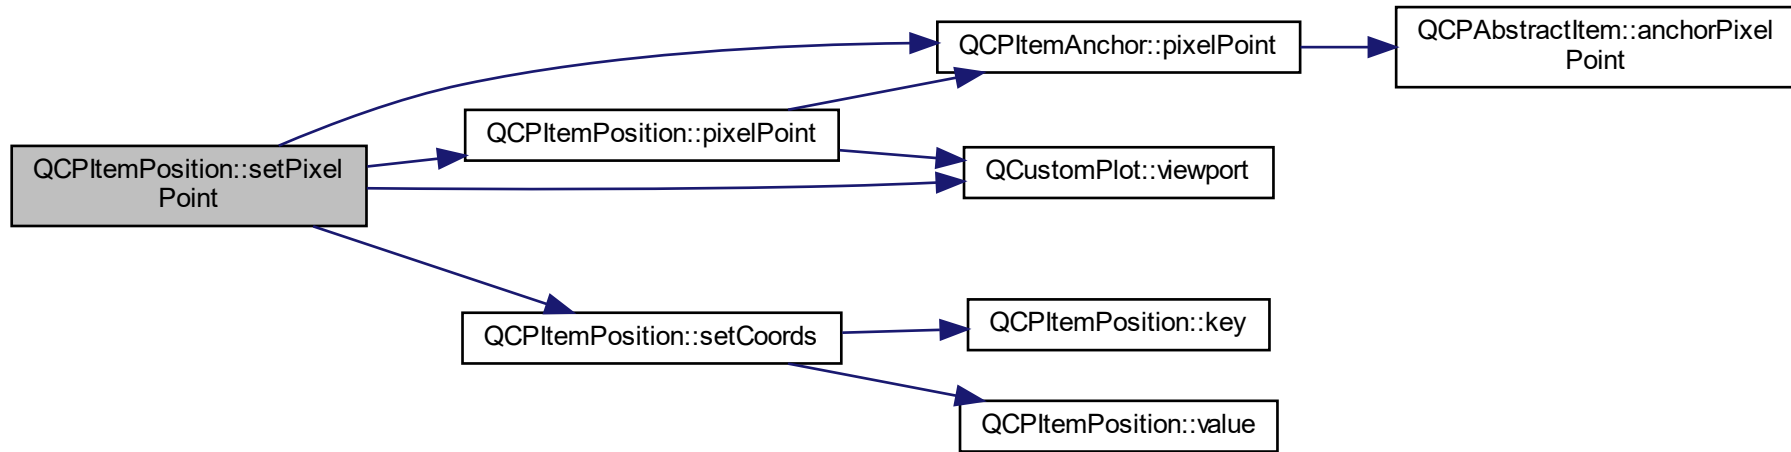 QCPItemPosition::setPixel
Point
QCPItemPosition::pixelPoint
QCPItemAnchor::pixelPoint
QCPAbstractItem::anchorPixel
Point
QCustomPlot::viewport
QCPItemPosition::setCoords
QCPItemPosition::key
QCPItemPosition::value